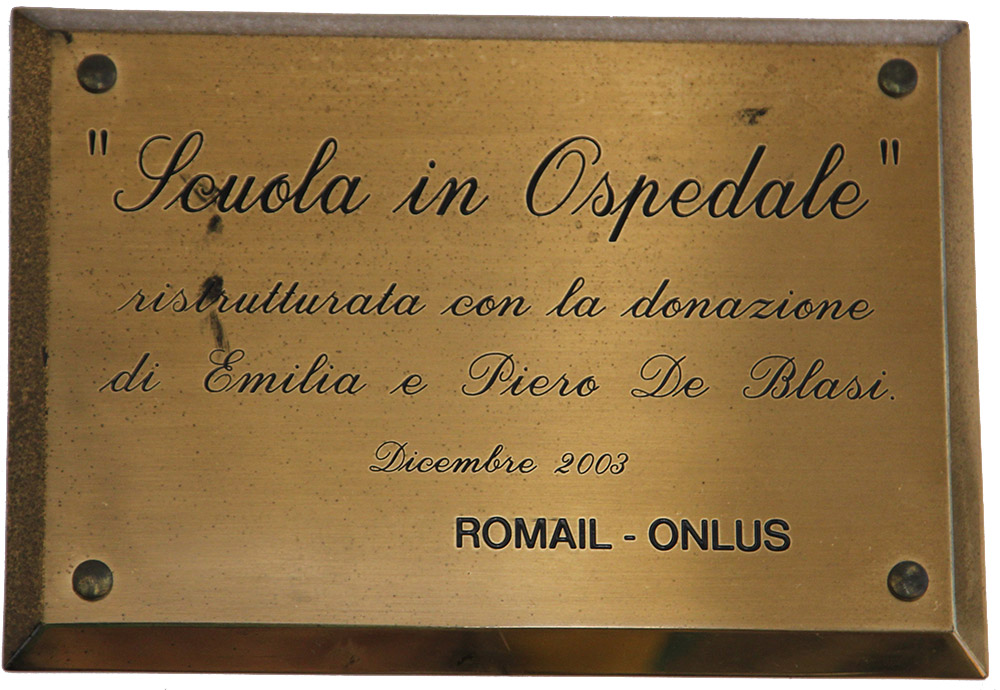 "Scuola in Ospedale"
ristrutturata con la donazione
di Emilia e Piero De Blasi.
Dicembre 2003
ROMAIL - ONLUS